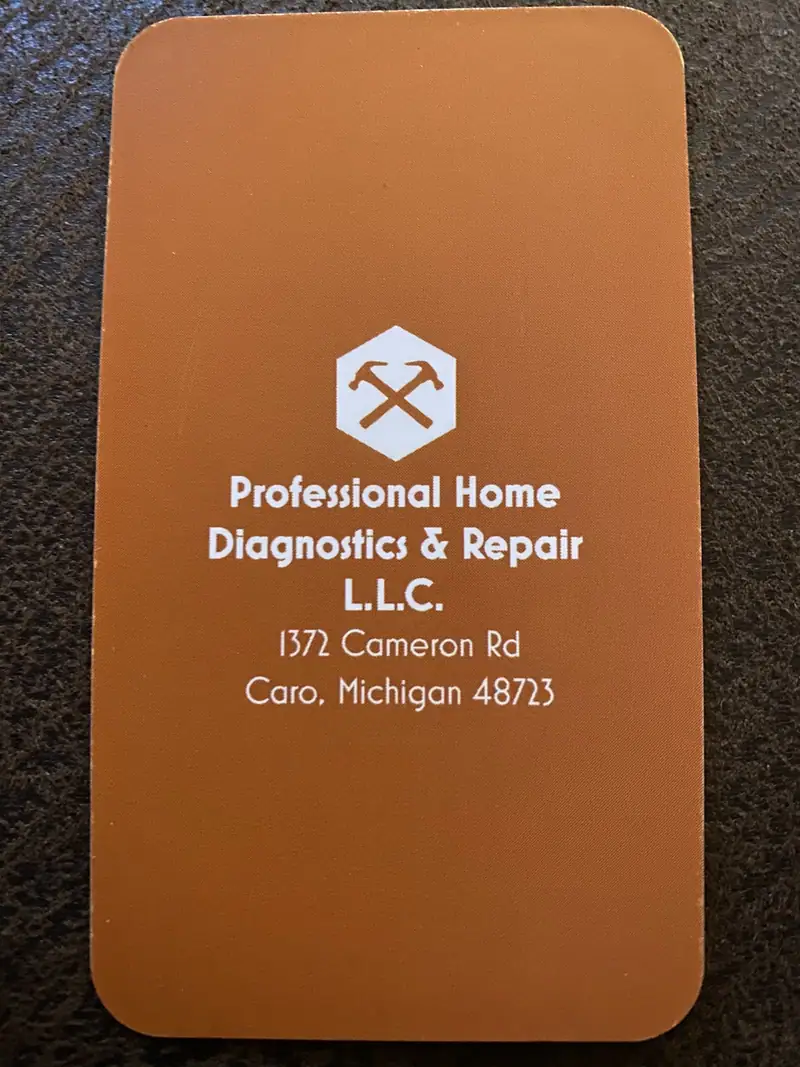 Professional Home
Diagnostics & Repair
L.L.C.
1372 Cameron Rd
Caro, Michigan 48723